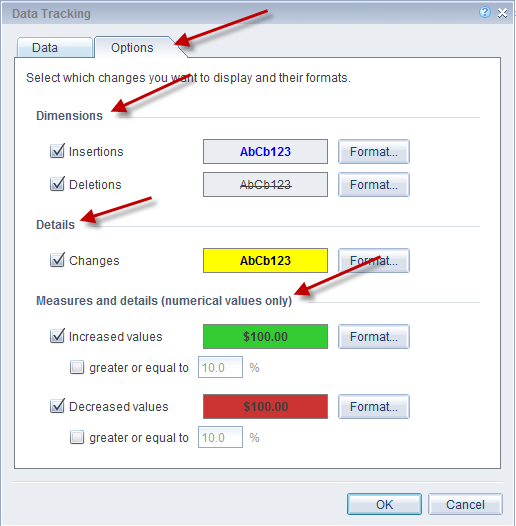 Data Tracking
Data Options
Select which changes you want to display and their formats.
Dimensions
Insertions AbCb123 Format...
Deletions AbCb123 Format...
Details
Changes AbCb123 Format...
Measures and details (numerical values only)
Increased values $100.00 Format...
greater or equal to 10.0 %
Decreased values $100.00 Format...
greater or equal to 10.0 %
OK Cancel